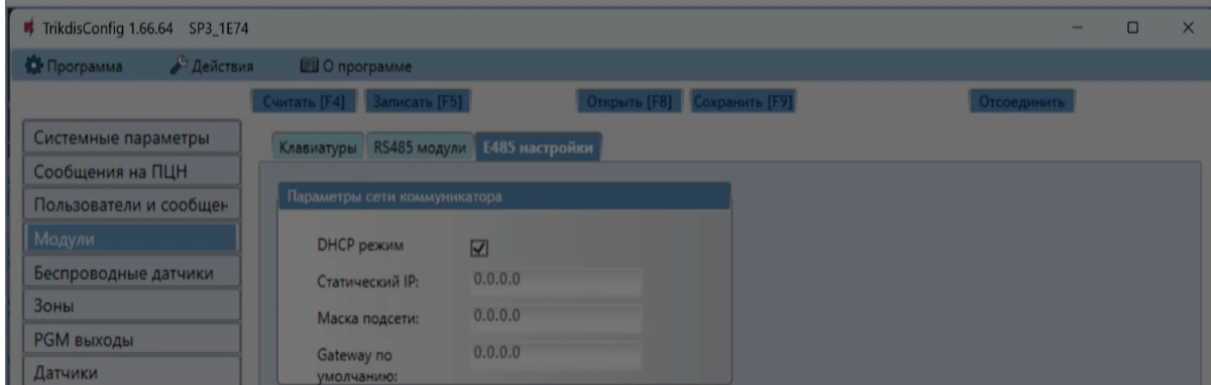 TrikdisConfig 1.66.64 SP3_1E74
Программа Действия О программе
Считать [F4] Записать [F5] Открыть [F8] Сохранить [F9] Отсоединить
Системные параметры
Сообщения на ПЦН
Пользователи и сообщен
Модули
Беспроводные датчики
Зоны
PGM выходы
Датчики
Клавиатуры RS485 модули E485 настройки
Параметры сети коммуникатора
DHCP режим
Статический IP: 0.0.0.0
Маска подсети: 0.0.0.0
Gateway по умолчанию: 0.0.0.0